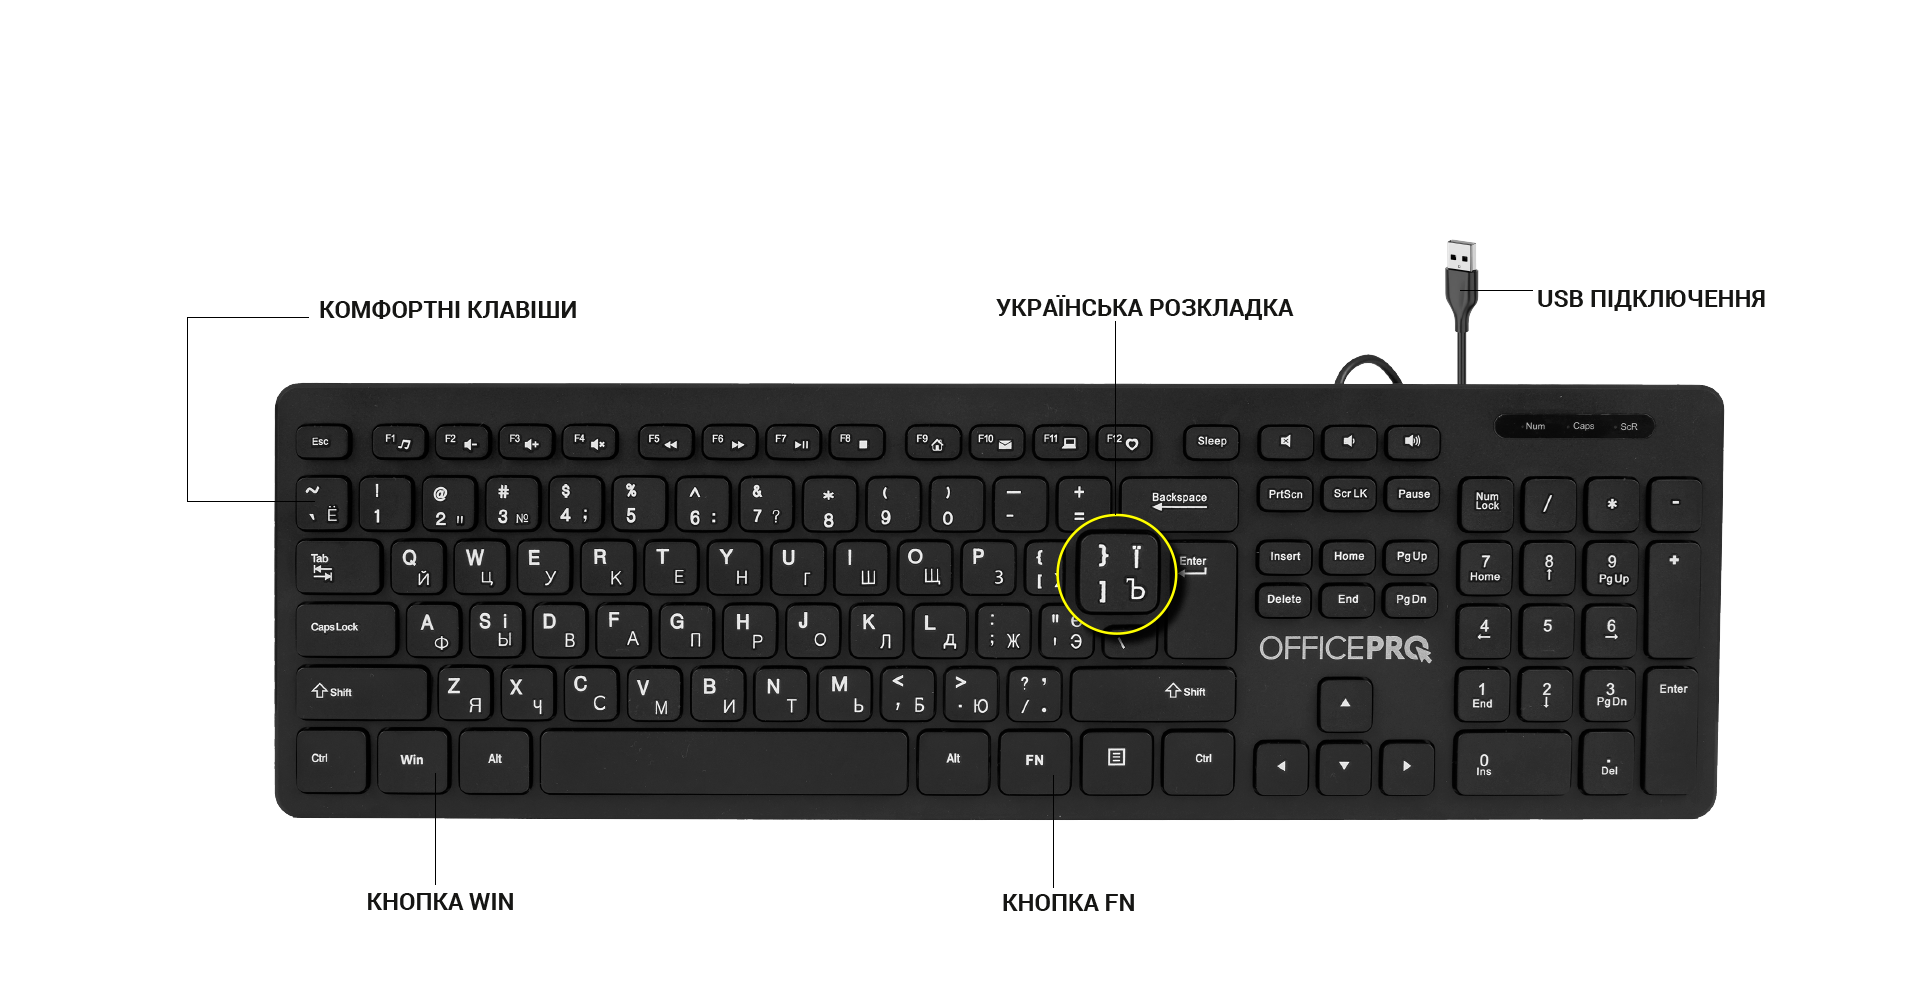 КОМФОРТНІ КЛАВІШИ
УКРАЇНСЬКА РОЗКЛАДКА
USB ПІДКЛЮЧЕННЯ
Num Caps ScR
Esc F1 F2 F3 F4 F5 F6 F7 F8 F9 F10 F11 F12 Sleep
~ ! @ # $ % ^ & * ( ) — +
` Ё 1 2 " 3 № 4 ; 5 6 : 7 ? 8 9 0 - =
Backspace
PrtScn Scr LK Pause
Num Lock / * -
Tab Q Й W Ц E У R К T Е Y Н U Г I Ш O Щ P З { [ } Ї ] Ъ
Enter
Insert Home Pg Up
7 Home 8 ↑ 9 Pg Up +
Delete End Pg Dn
Caps Lock A Ф S і Ы D В F А G П H Р J О K Л L Д : ; Ж " ' Є Э \
4 ← 5 6 →
OFFICEPRO
Shift Z Я X Ч C С V М B И N Т M Ь < , Б > . Ю ? , / .
Shift
1 End 2 ↓ 3 Pg Dn Enter
Ctrl Win Alt Alt FN Ctrl
0 Ins . Del
КНОПКА WIN
КНОПКА FN